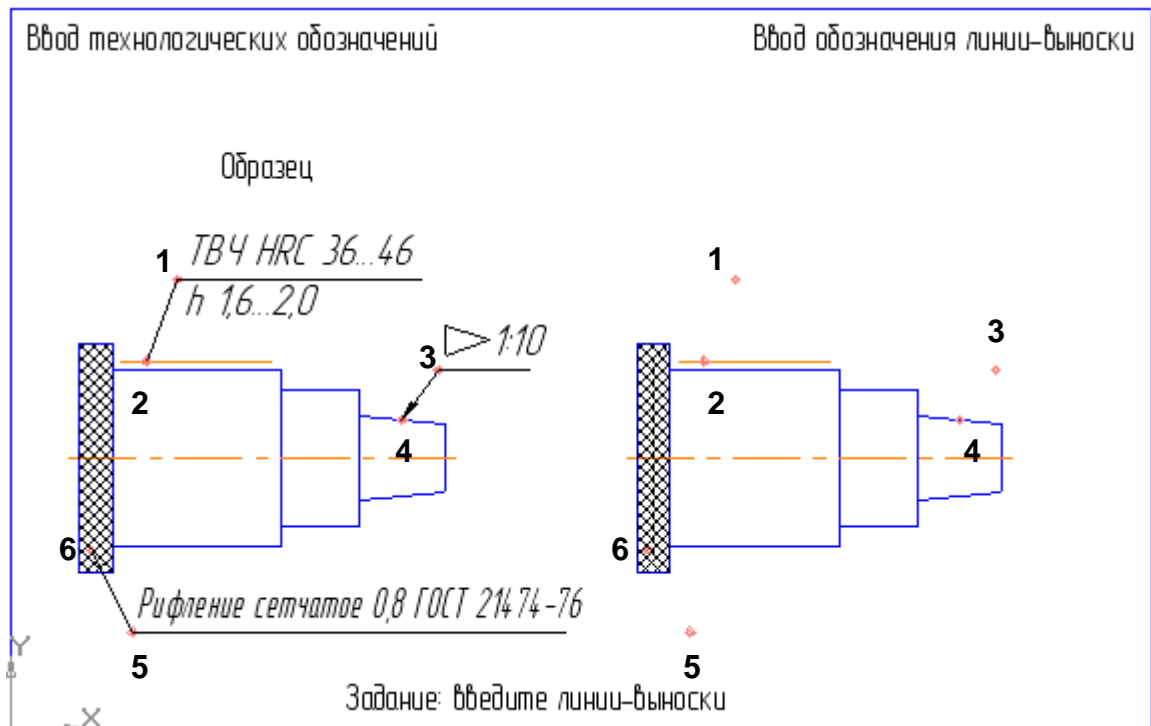 Ввод технологических обозначений
Ввод обозначения линии-выноски
Образец
1 ТВЧ HRC 36...46
h 1,6...2,0
1
3 1:10
3
2
2
4
4
6
6
Рифление сетчатое 0,8 ГОСТ 21474-76
5
5
Y
Задание: введите линии-выноски
X